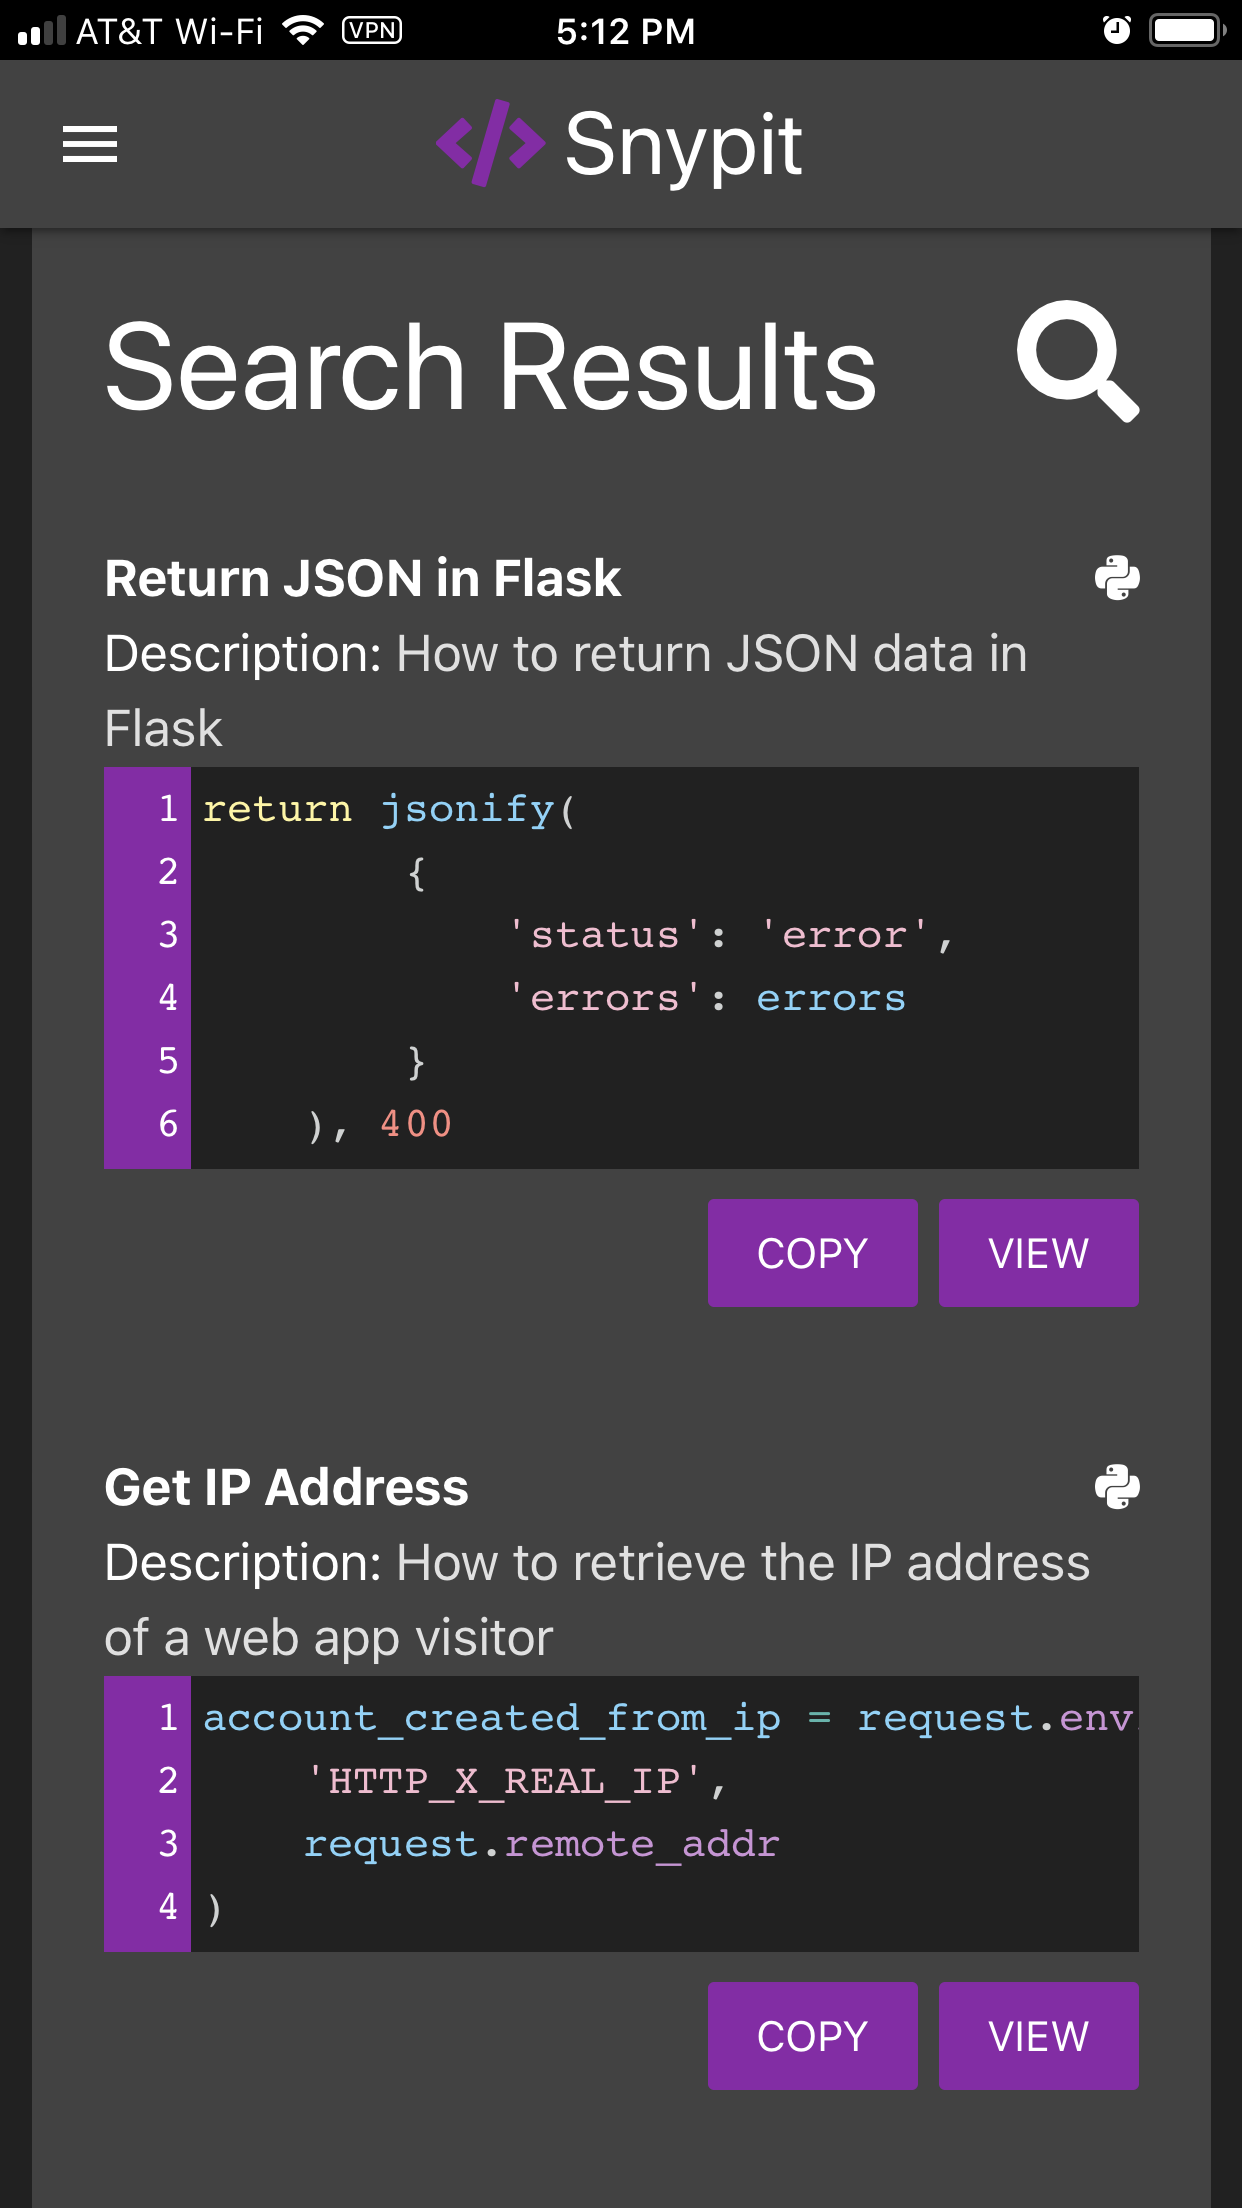 AT&T Wi-Fi VPN 5:12 PM
</> Snypit
Search Results
Return JSON in Flask
Description: How to return JSON data in
Flask
1 return jsonify(
2 {
3 'status': 'error',
4 'errors': errors
5 }
6 ), 400
COPY VIEW
Get IP Address
Description: How to retrieve the IP address
of a web app visitor
1 account_created_from_ip = request.env
2 'HTTP_X_REAL_IP',
3 request.remote_addr
4 )
COPY VIEW